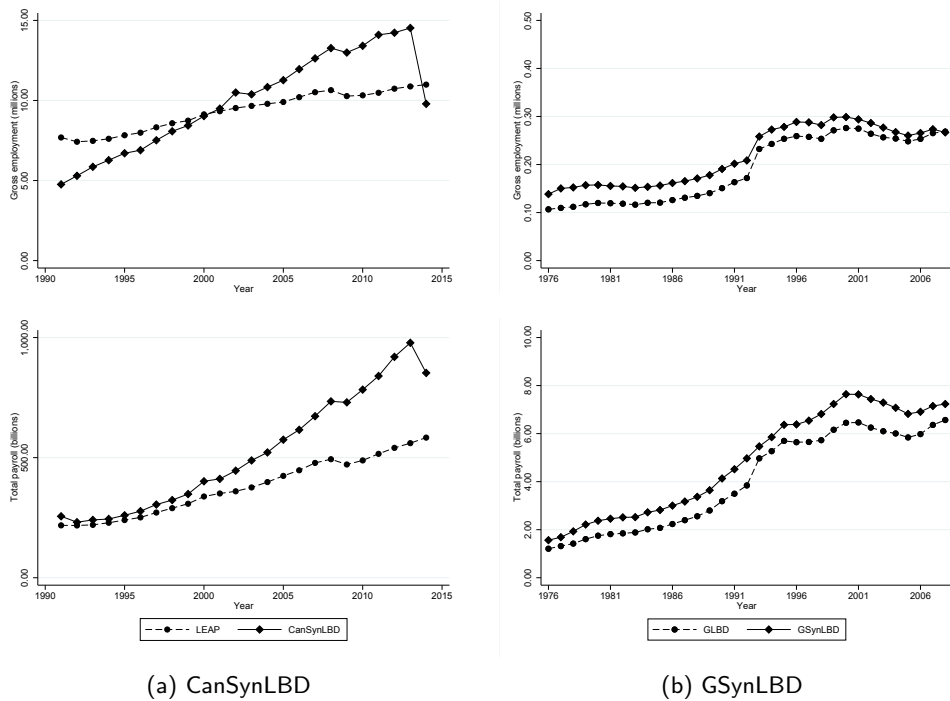 Gross employment (millions)
15.00
10.00
5.00
0.00
1990 1995 2000 2005 2010 2015
Year
Gross employment (millions)
0.50
0.40
0.30
0.20
0.10
0.00
1976 1981 1986 1991 1996 2001 2006
Year
Total payroll (billions)
1,000.00
500.00
0.00
1990 1995 2000 2005 2010 2015
Year
LEAP CanSynLBD
Total payroll (billions)
10.00
8.00
6.00
4.00
2.00
0.00
1976 1981 1986 1991 1996 2001 2006
Year
GLBD GSynLBD
(a) CanSynLBD
(b) GSynLBD